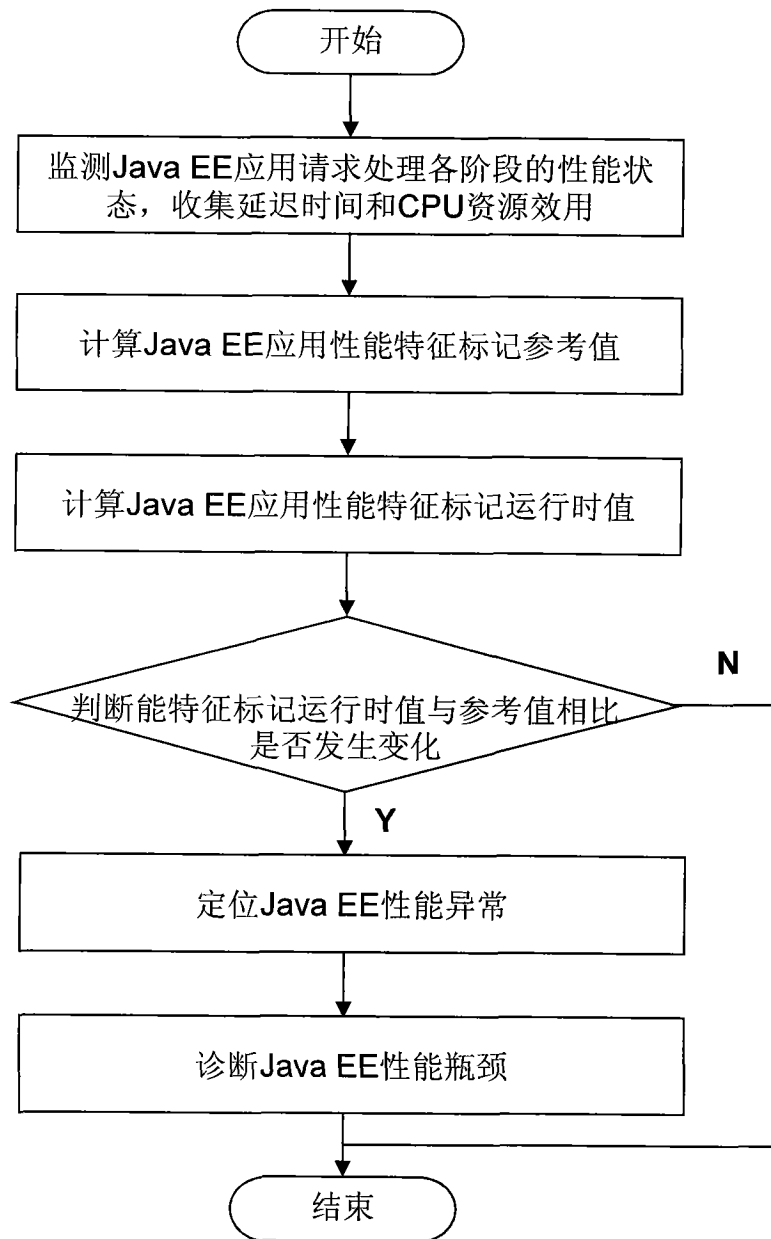 开始
监测Java EE应用请求处理各阶段的性能状
态，收集延迟时间和CPU资源效用
计算Java EE应用性能特征标记参考值
计算Java EE应用性能特征标记运行时值
N
判断能特征标记运行时值与参考值相比
是否发生变化
Y
定位Java EE性能异常
诊断Java EE性能瓶颈
结束